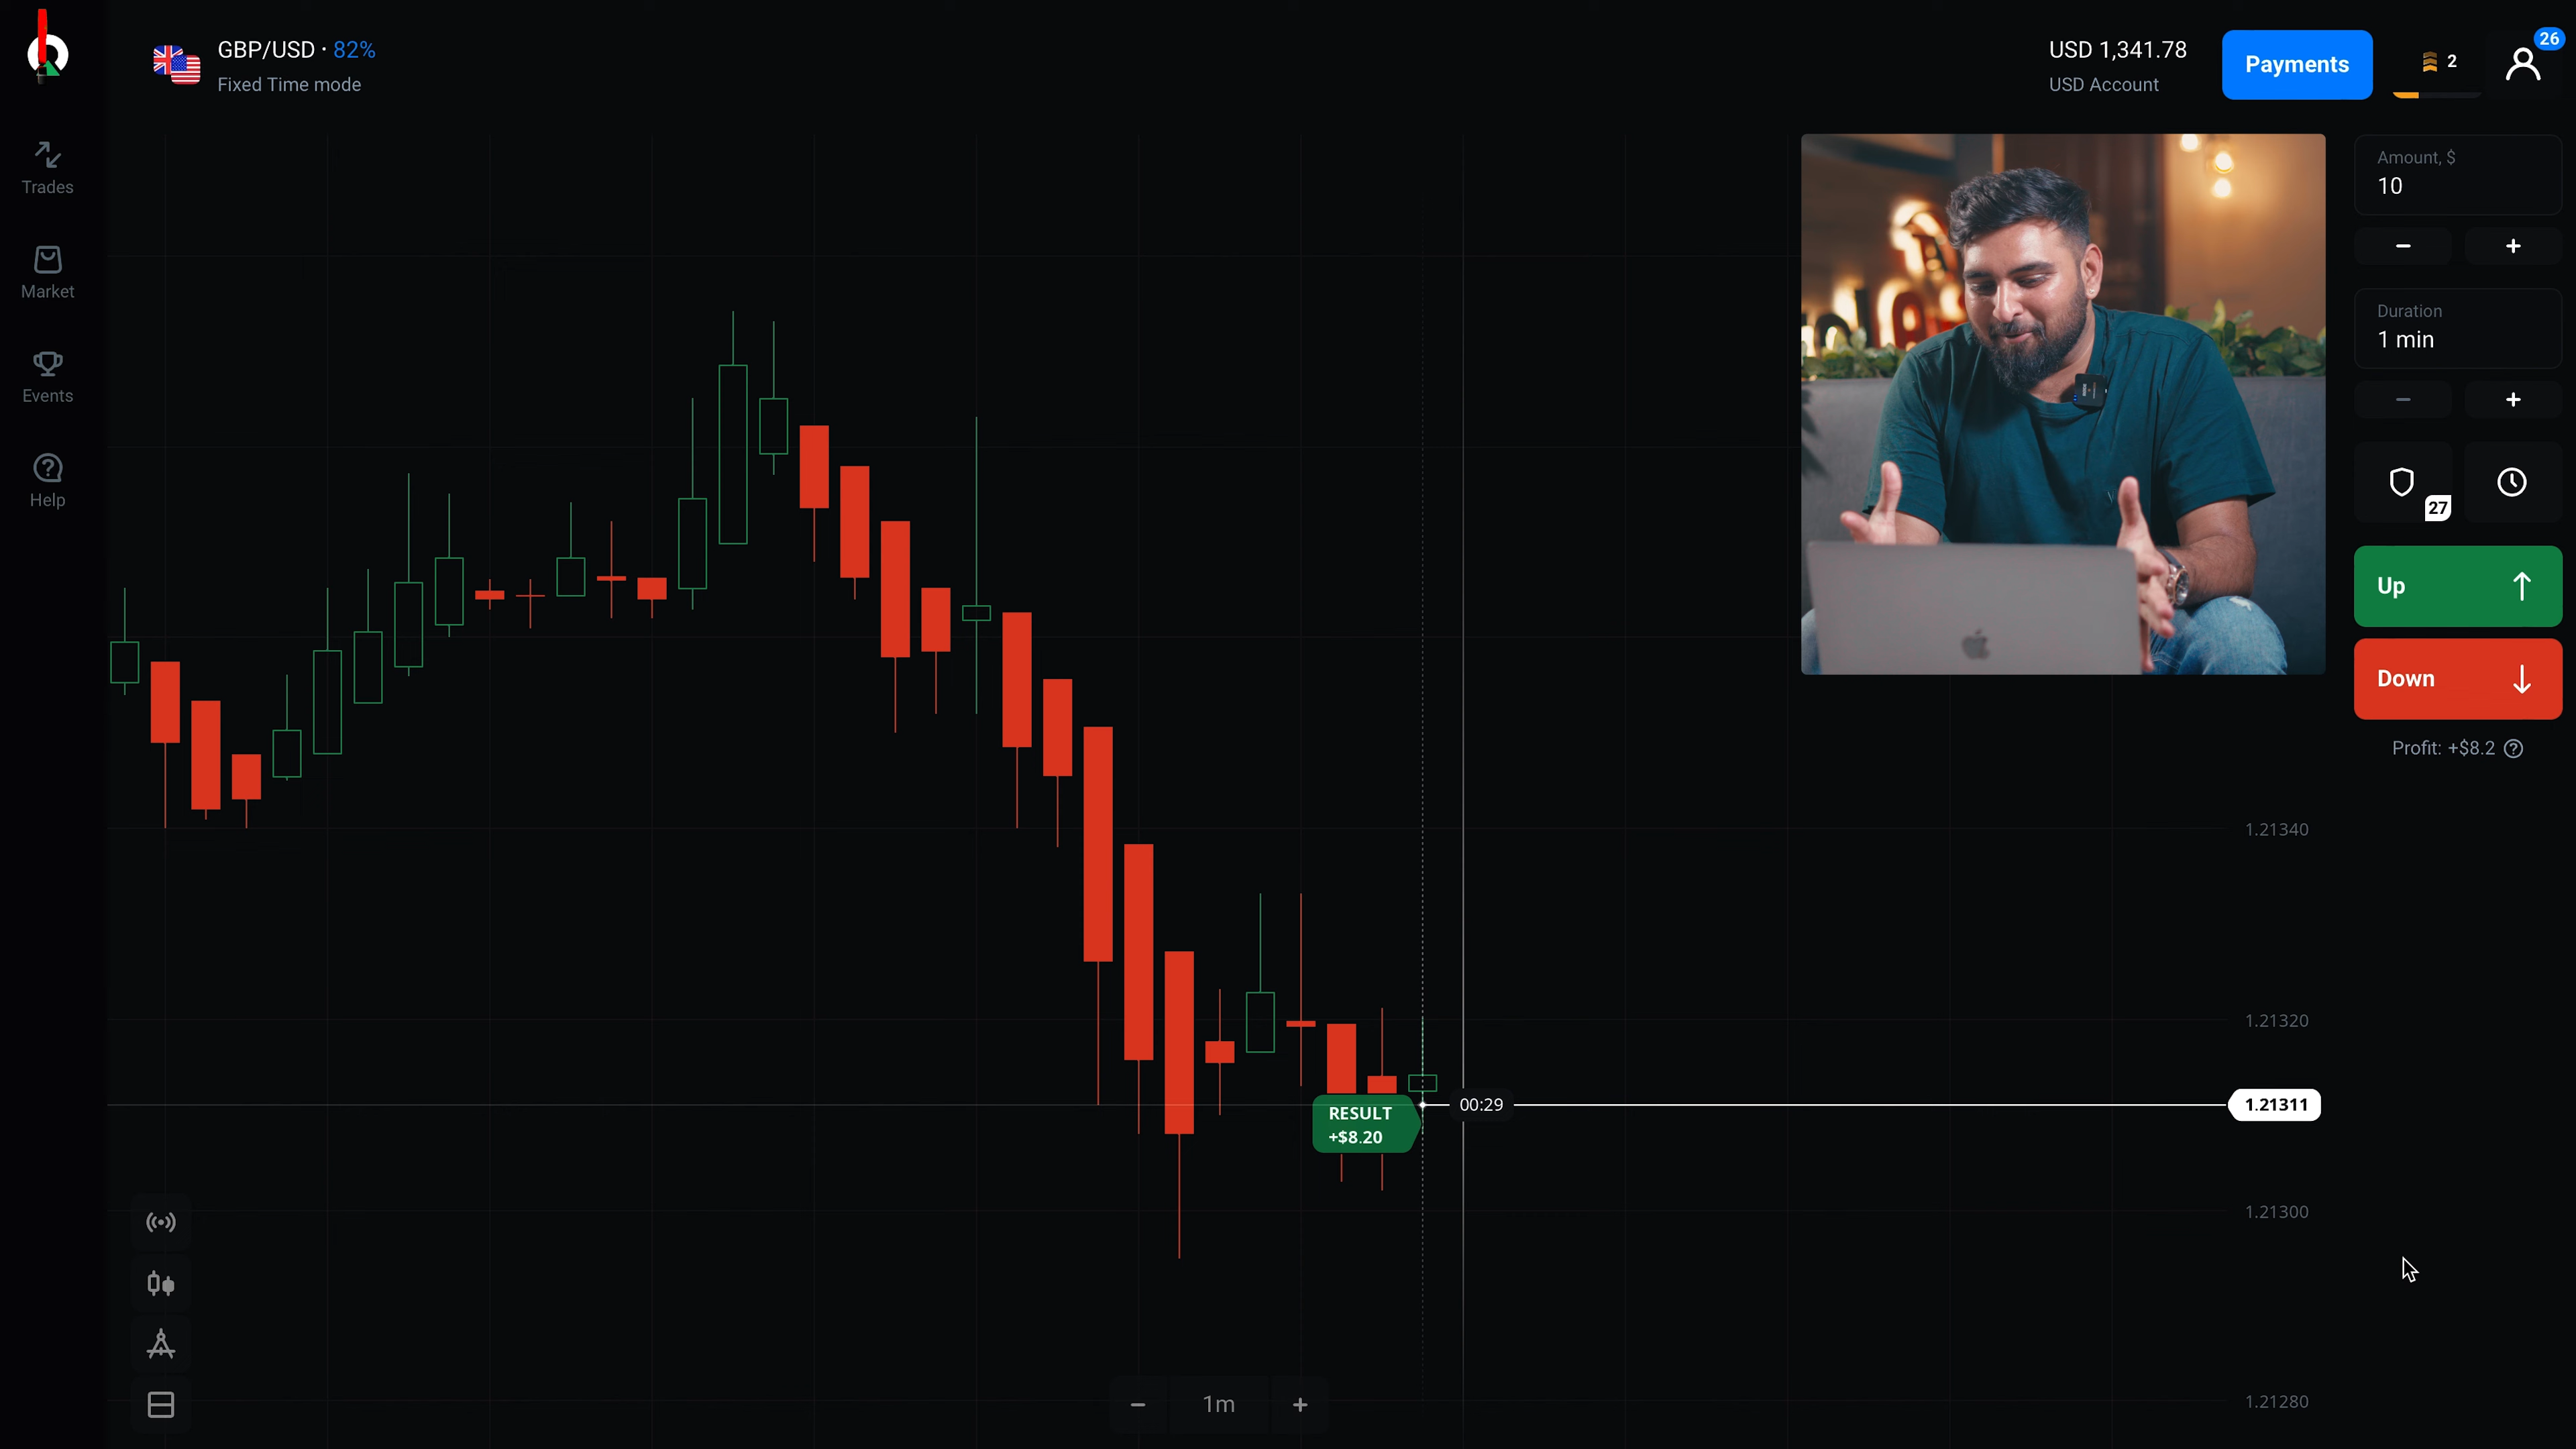 GBP/USD · 82%
Fixed Time mode
USD 1,341.78
USD Account
Payments
2
26
Trades
Market
Events
Help
Amount, $
10
Duration
1 min
27
Up
Down
Profit: +$8.2
1.21340
1.21320
RESULT
+$8.20
00:29
1.21311
1.21300
1.21280
1m